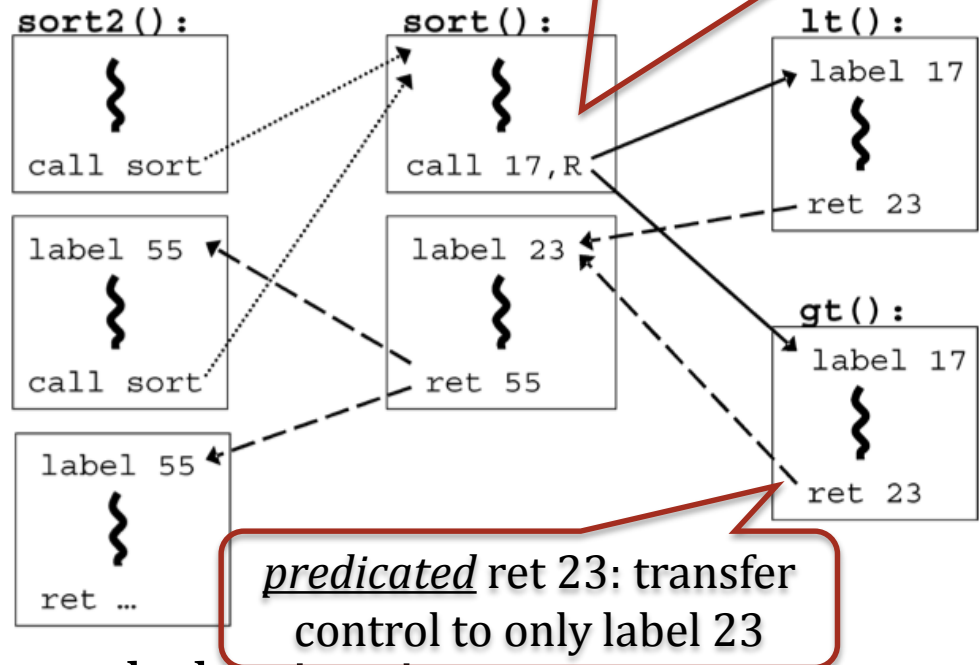 sort2():
call sort
label 55
call sort
label 55
ret …
sort():
call 17,R
label 23
ret 55
lt():
label 17
ret 23
gt():
label 17
ret 23
predicated ret 23: transfer
control to only label 23